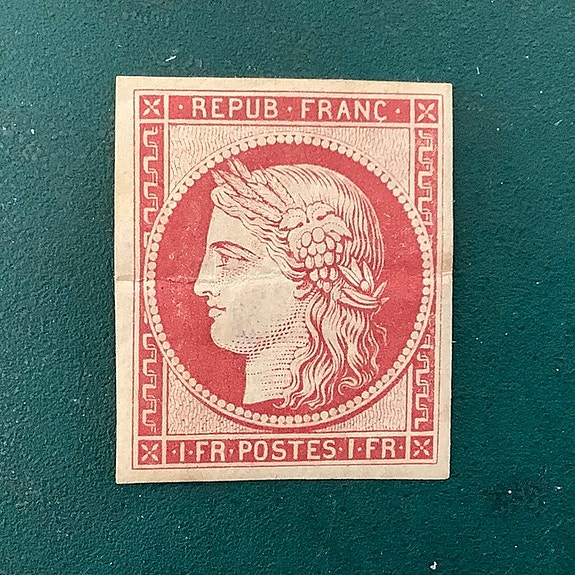 · REPUB · FRANÇ ·
· 1 · FR · POSTES · 1 · FR ·